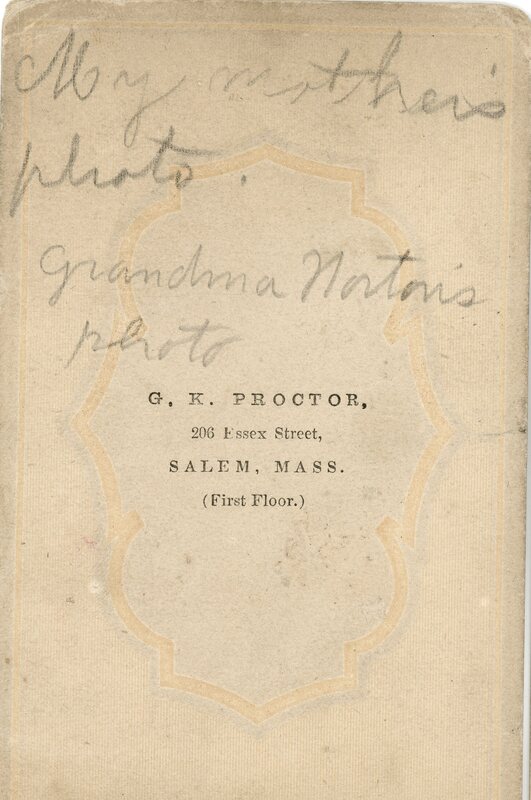 My mother's
photo.
Grandma Norton's
photo
G. K. PROCTOR,
206 Essex Street,
SALEM, MASS.
(First Floor.)